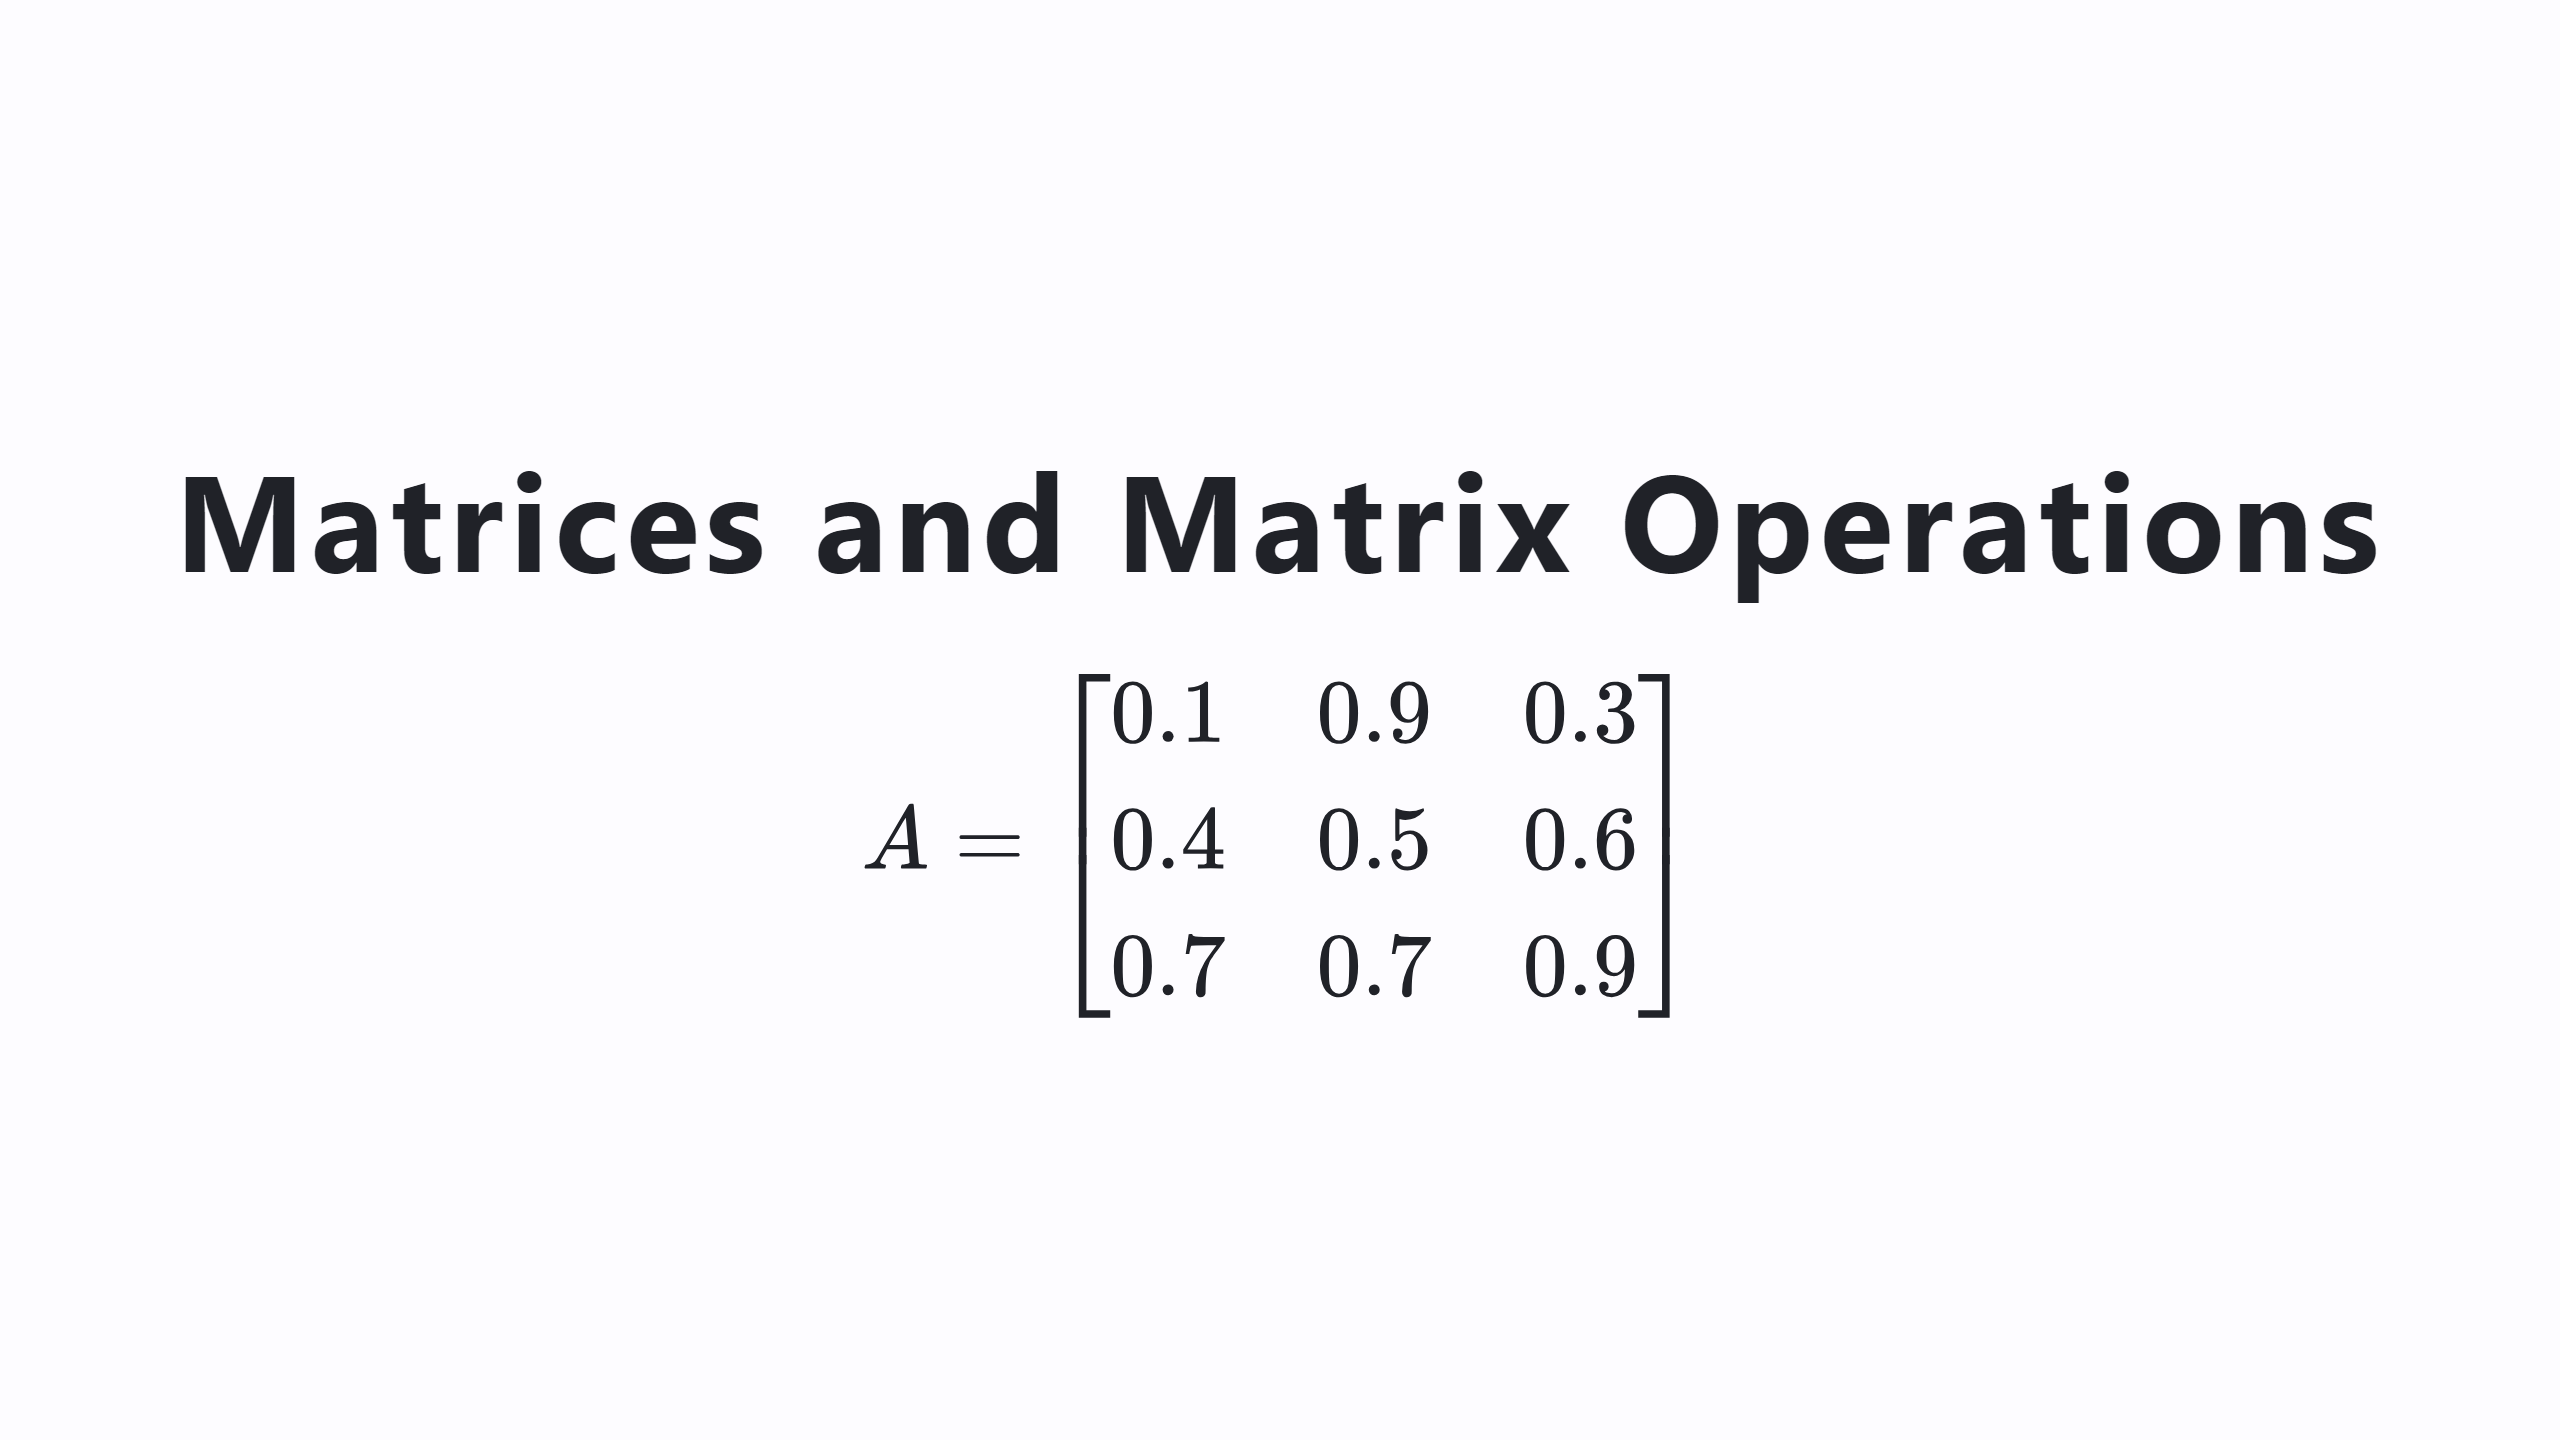 Matrices and Matrix Operations
0.1 0.9 0.3
A = 0.4 0.5 0.6
0.7 0.7 0.9